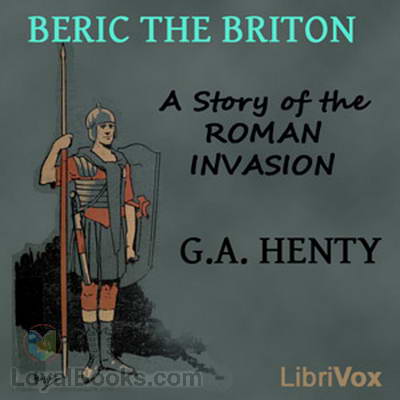 BERIC THE BRITON
A Story of the
ROMAN
INVASION
G.A. HENTY
LoyalBooks.com
LibriVox